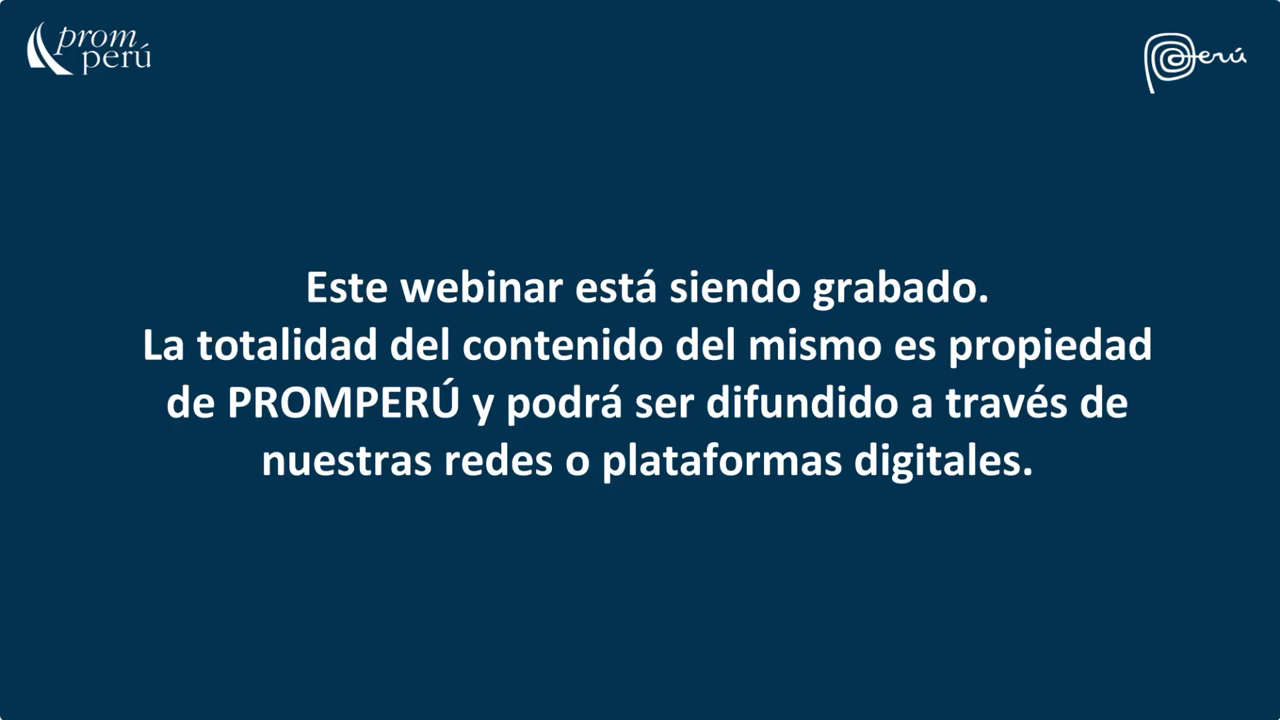 prom
perú
Perú
Este webinar está siendo grabado.
La totalidad del contenido del mismo es propiedad
de PROMPERÚ y podrá ser difundido a través de
nuestras redes o plataformas digitales.